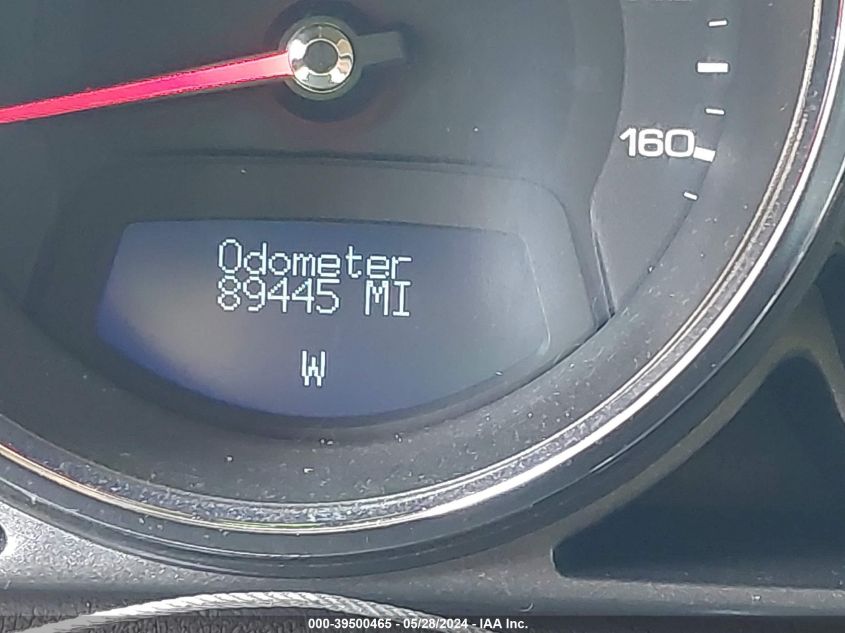 160
Odometer
89445 MI
W
000-39500465 - 05/28/2024 - IAA Inc.